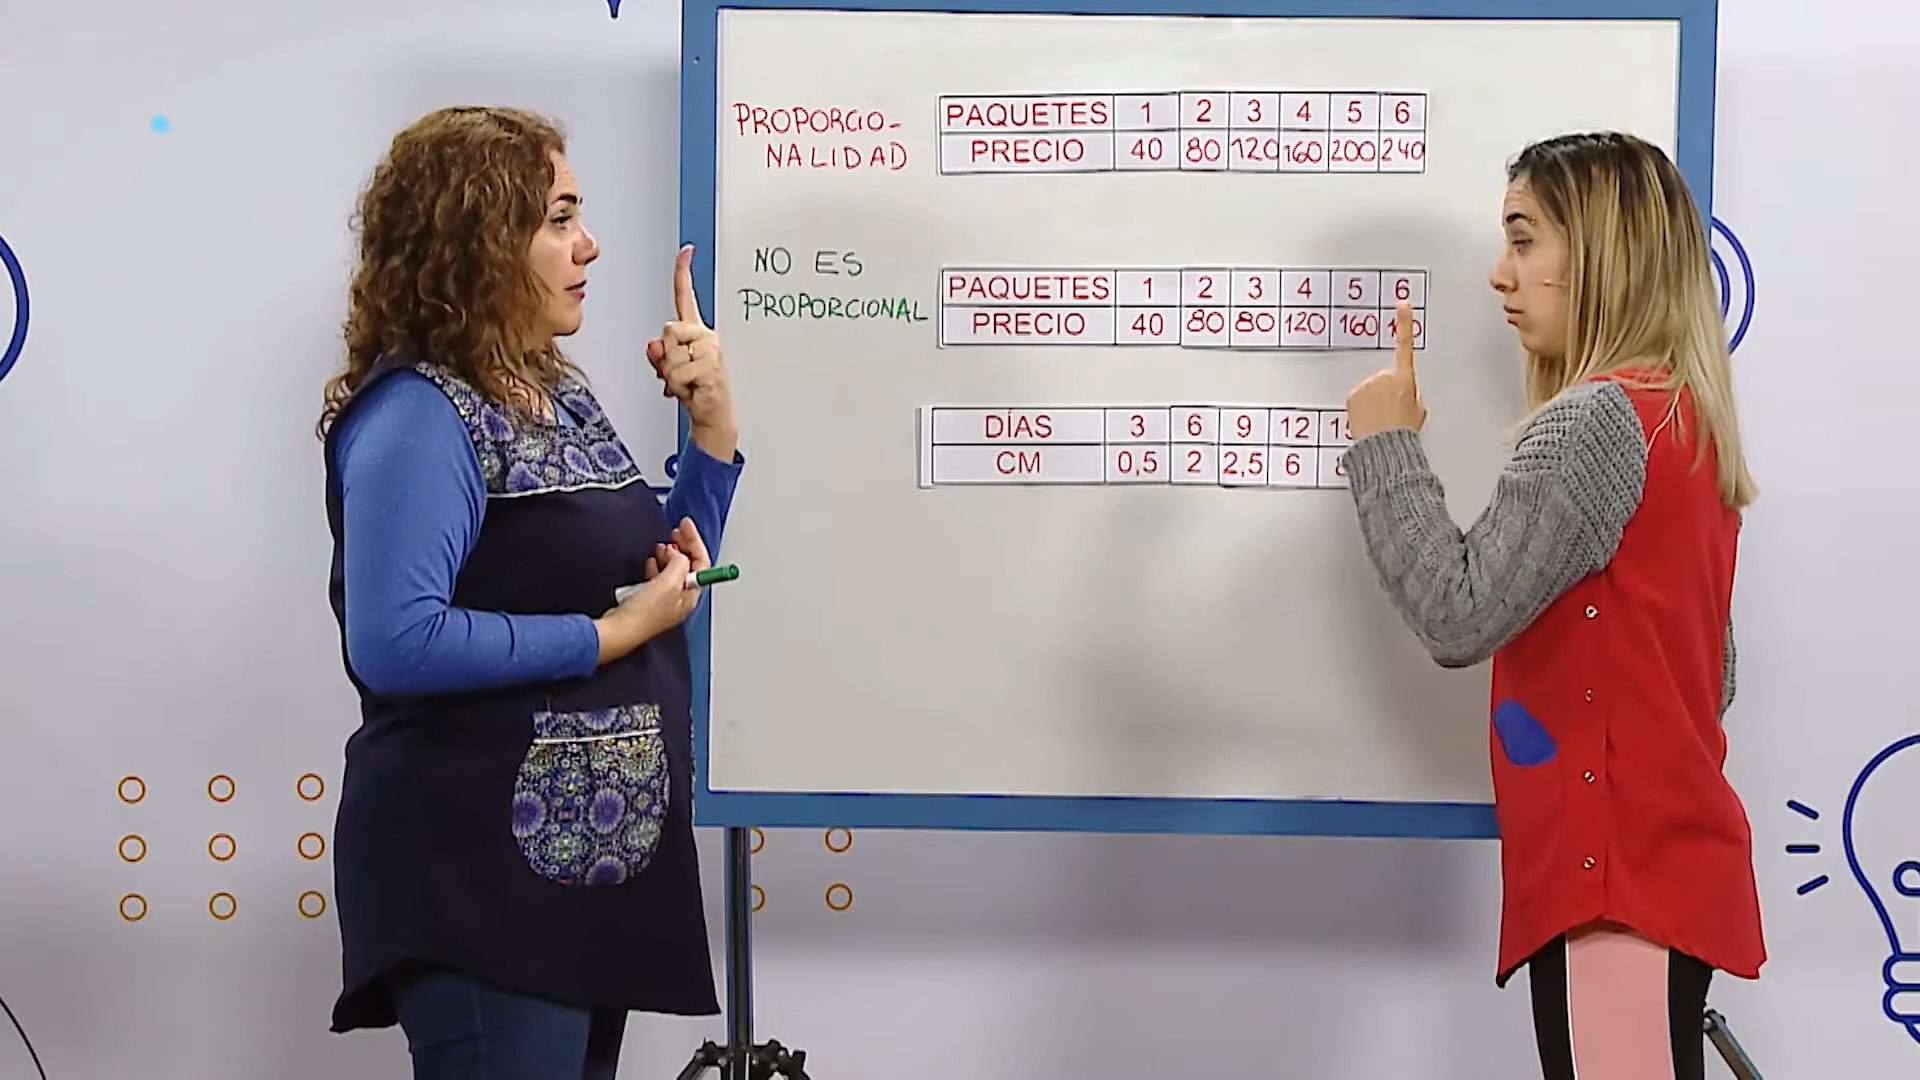 PROPORCIO-
NALIDAD
PAQUETES 1 2 3 4 5 6
PRECIO 40 80 120 160 200 240
NO ES
PROPORCIONAL
PAQUETES 1 2 3 4 5 6
PRECIO 40 80 80 120 160
DÍAS 3 6 9 12
CM 0,5 2 2,5 6